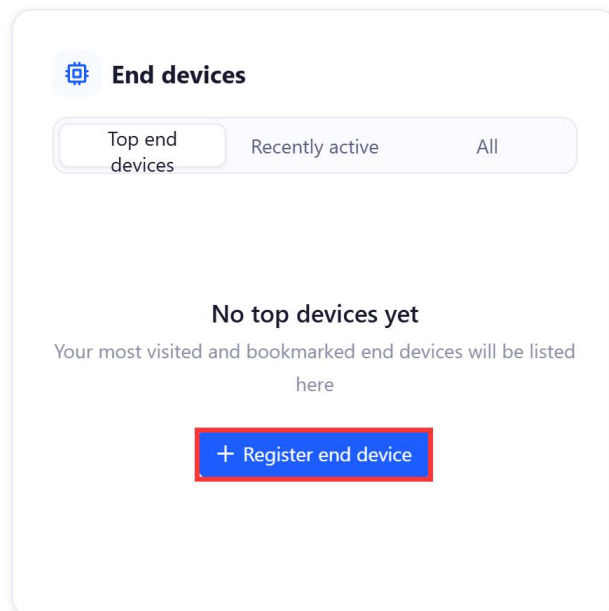 End devices
Top end
devices
Recently active
All
No top devices yet
Your most visited and bookmarked end devices will be listed
here
+ Register end device